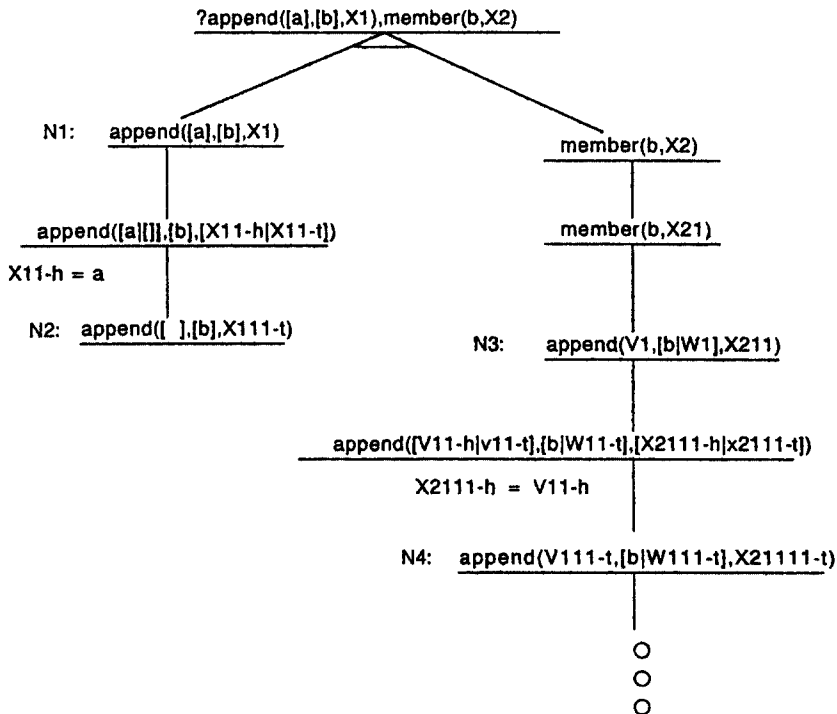 ?append([a],[b],X1),member(b,X2)
N1: append([a],[b],X1)
member(b,X2)
append([a|[]],[b],[X11-h|X11-t])
member(b,X21)
X11-h = a
N2: append([ ],[b],X111-t)
N3: append(V1,[b|W1],X211)
append([V11-h|v11-t],[b|W11-t],[X2111-h|x2111-t])
X2111-h = V11-h
N4: append(V111-t,[b|W111-t],X21111-t)